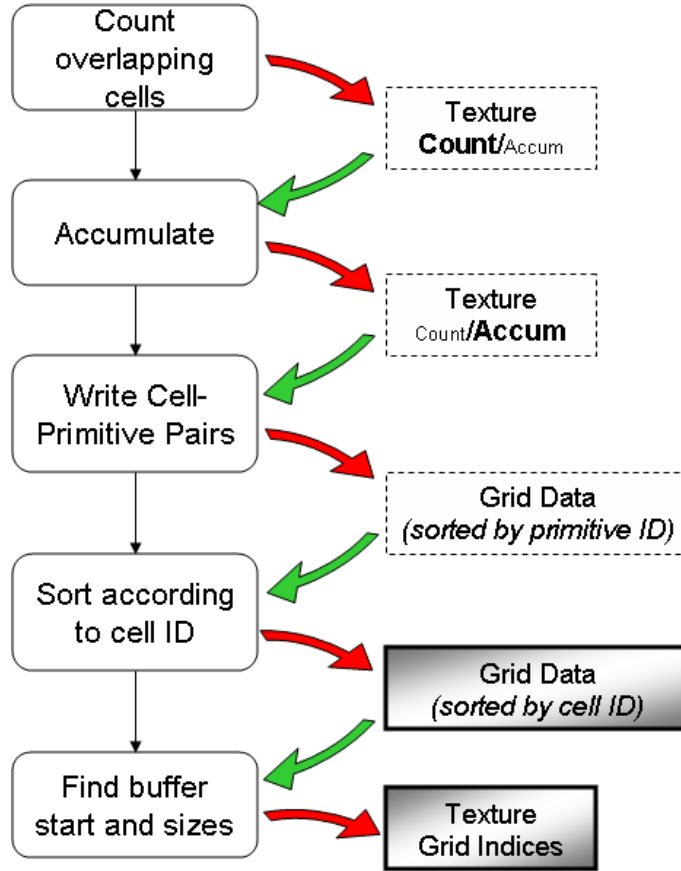 Count
overlapping
cells
Texture
Count/Accum
Accumulate
Texture
Count/Accum
Write Cell-
Primitive Pairs
Grid Data
(sorted by primitive ID)
Sort according
to cell ID
Grid Data
(sorted by cell ID)
Find buffer
start and sizes
Texture
Grid Indices